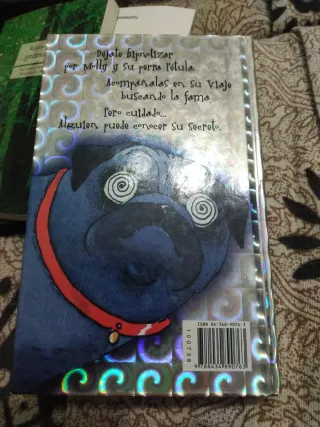 Déjate hipnotizar
por Molly y su perra Pétula.
Acompáñalas en su viaje
buscando la fama
Pero cuidado...
Alguien puede conocer su secreto.
100738